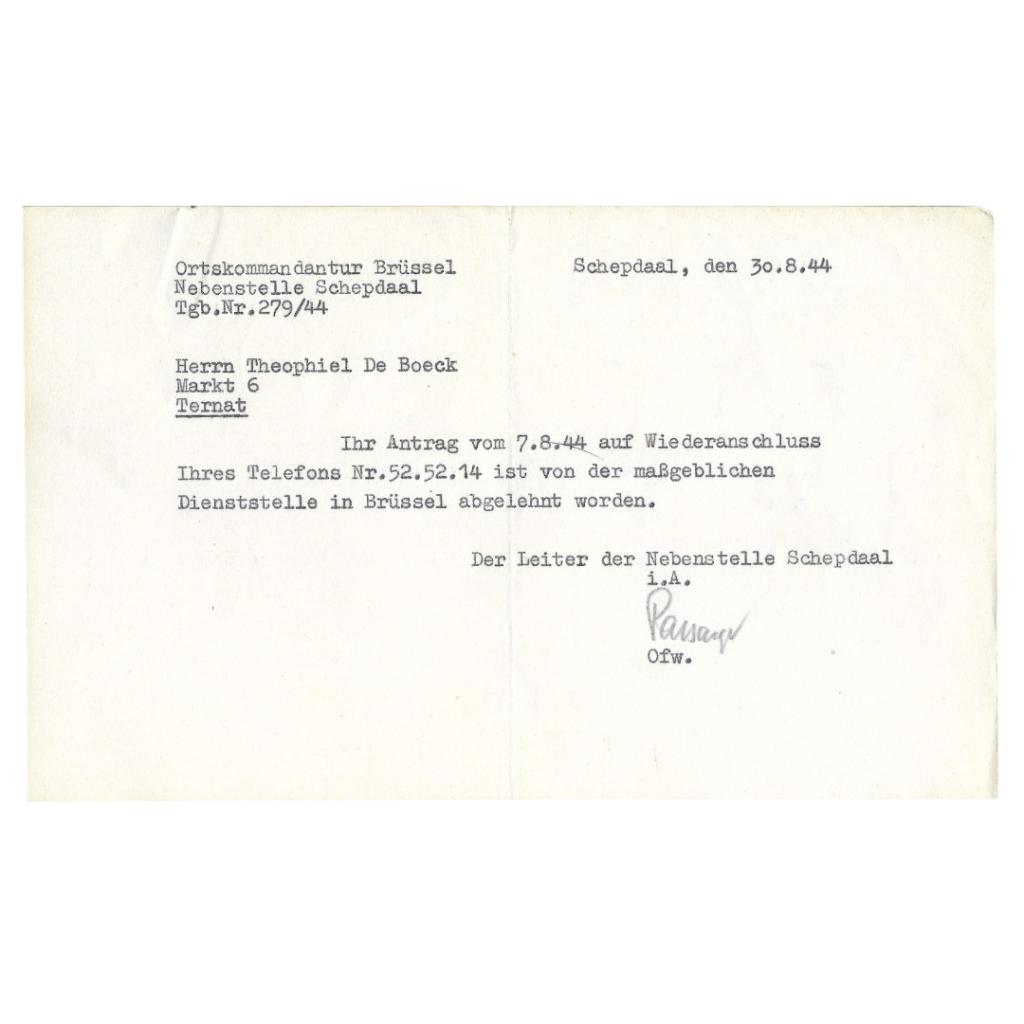 Ortskommandantur Brüssel
Schepdaal, den 30.8.44
Nebenstelle Schepdaal
Tgb.Nr.279/44
Herrn Theophiel De Boeck
Markt 6
Ternat
Ihr Antrag vom 7.8.44 auf Wiederanschluss
Ihres Telefons Nr.52.52.14 ist von der maßgeblichen
Dienststelle in Brüssel abgelehnt worden.
Der Leiter der Nebenstelle Schepdaal
i.A.
Ofw.